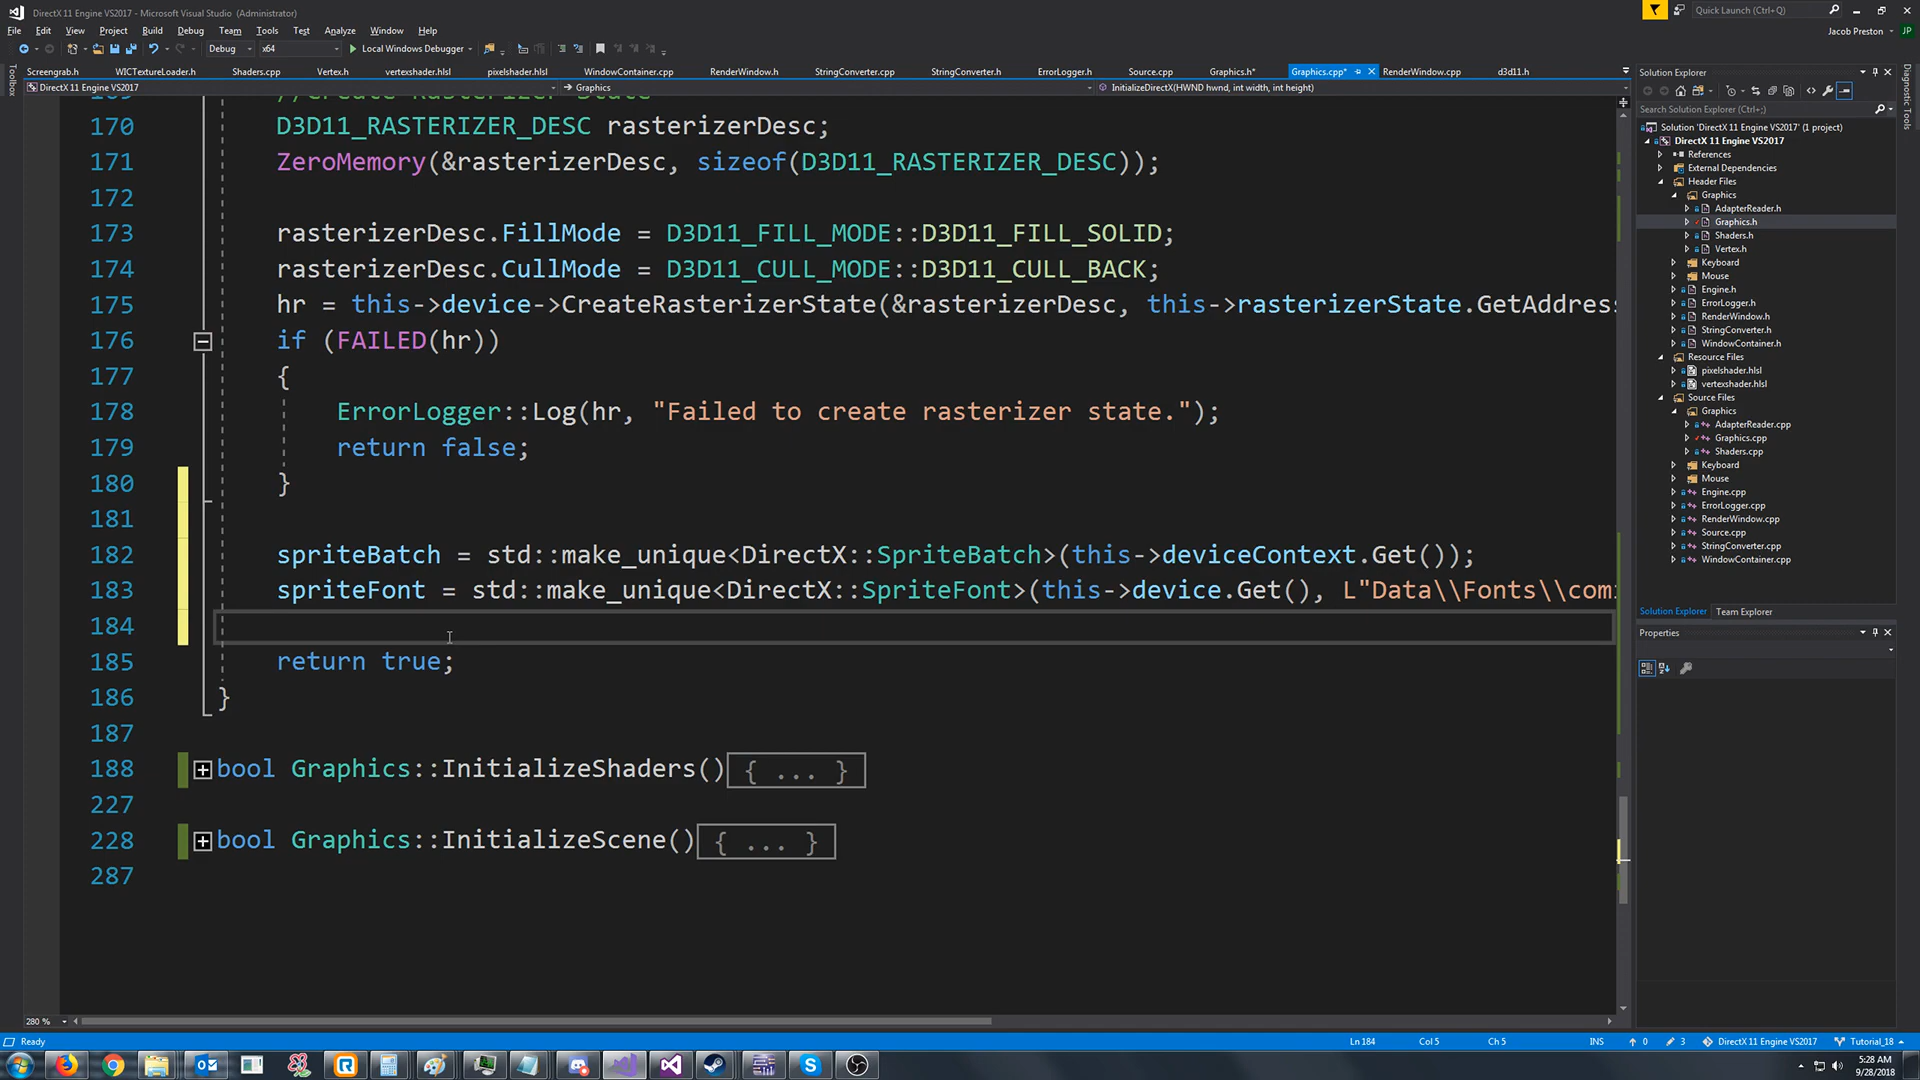 DirectX 11 Engine VS2017 - Microsoft Visual Studio (Administrator)
Quick Launch (Ctrl+Q)
File Edit View Project Build Debug Team Tools Test Analyze Window Help
Jacob Preston JP
Debug x64 Local Windows Debugger
Toolbox
Screengrab.h WICTextureLoader.h Shaders.cpp Vertex.h vertexshader.hlsl pixelshader.hlsl WindowContainer.cpp RenderWindow.h StringConverter.cpp StringConverter.h ErrorLogger.h Source.cpp Graphics.h* Graphics.cpp* RenderWindow.cpp d3d11.h
DirectX 11 Engine VS2017 Graphics InitializeDirectX(HWND hwnd, int width, int height)
170 D3D11_RASTERIZER_DESC rasterizerDesc;
171 ZeroMemory(&rasterizerDesc, sizeof(D3D11_RASTERIZER_DESC));
172
173 rasterizerDesc.FillMode = D3D11_FILL_MODE::D3D11_FILL_SOLID;
174 rasterizerDesc.CullMode = D3D11_CULL_MODE::D3D11_CULL_BACK;
175 hr = this->device->CreateRasterizerState(&rasterizerDesc, this->rasterizerState.GetAddres
176 if (FAILED(hr))
177 {
178 ErrorLogger::Log(hr, "Failed to create rasterizer state.");
179 return false;
180 }
181
182 spriteBatch = std::make_unique<DirectX::SpriteBatch>(this->deviceContext.Get());
183 spriteFont = std::make_unique<DirectX::SpriteFont>(this->device.Get(), L"Data\\Fonts\\com
184
185 return true;
186 }
187
188 bool Graphics::InitializeShaders(){ ... }
227
228 bool Graphics::InitializeScene(){ ... }
287
280 %
Solution Explorer
Search Solution Explorer (Ctrl+;)
Solution 'DirectX 11 Engine VS2017' (1 project)
DirectX 11 Engine VS2017
References
External Dependencies
Header Files
Graphics
AdapterReader.h
Graphics.h
Shaders.h
Vertex.h
Keyboard
Mouse
Engine.h
ErrorLogger.h
RenderWindow.h
StringConverter.h
WindowContainer.h
Resource Files
pixelshader.hlsl
vertexshader.hlsl
Source Files
Graphics
AdapterReader.cpp
Graphics.cpp
Shaders.cpp
Keyboard
Mouse
Engine.cpp
ErrorLogger.cpp
RenderWindow.cpp
Source.cpp
StringConverter.cpp
WindowContainer.cpp
Solution Explorer Team Explorer
Properties
Diagnostic Tools
Ready Ln 184 Col 5 Ch 5 INS 0 3 DirectX 11 Engine VS2017 Tutorial_18
5:28 AM
9/28/2018